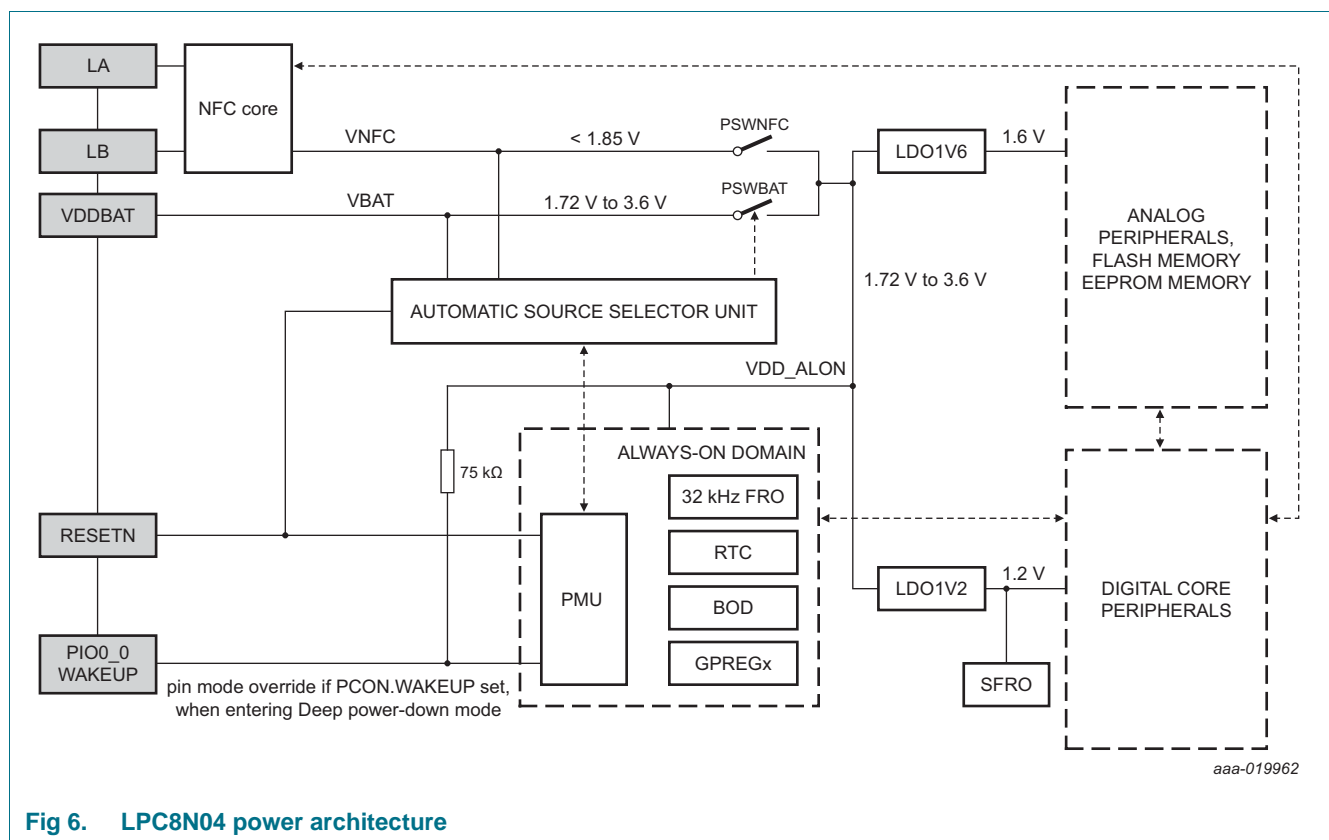 LA
NFC core
LB
VNFC
< 1.85 V
PSWNFC
LDO1V6
1.6 V
VDDBAT
VBAT
1.72 V to 3.6 V
PSWBAT
ANALOG
PERIPHERALS,
FLASH MEMORY
EEPROM MEMORY
1.72 V to 3.6 V
AUTOMATIC SOURCE SELECTOR UNIT
VDD_ALON
75 kΩ
ALWAYS-ON DOMAIN
32 kHz FRO
RTC
BOD
GPREGx
PMU
RESETN
PIO0_0
WAKEUP
pin mode override if PCON.WAKEUP set,
when entering Deep power-down mode
LDO1V2
1.2 V
SFRO
DIGITAL CORE
PERIPHERALS
aaa-019962
Fig 6. LPC8N04 power architecture